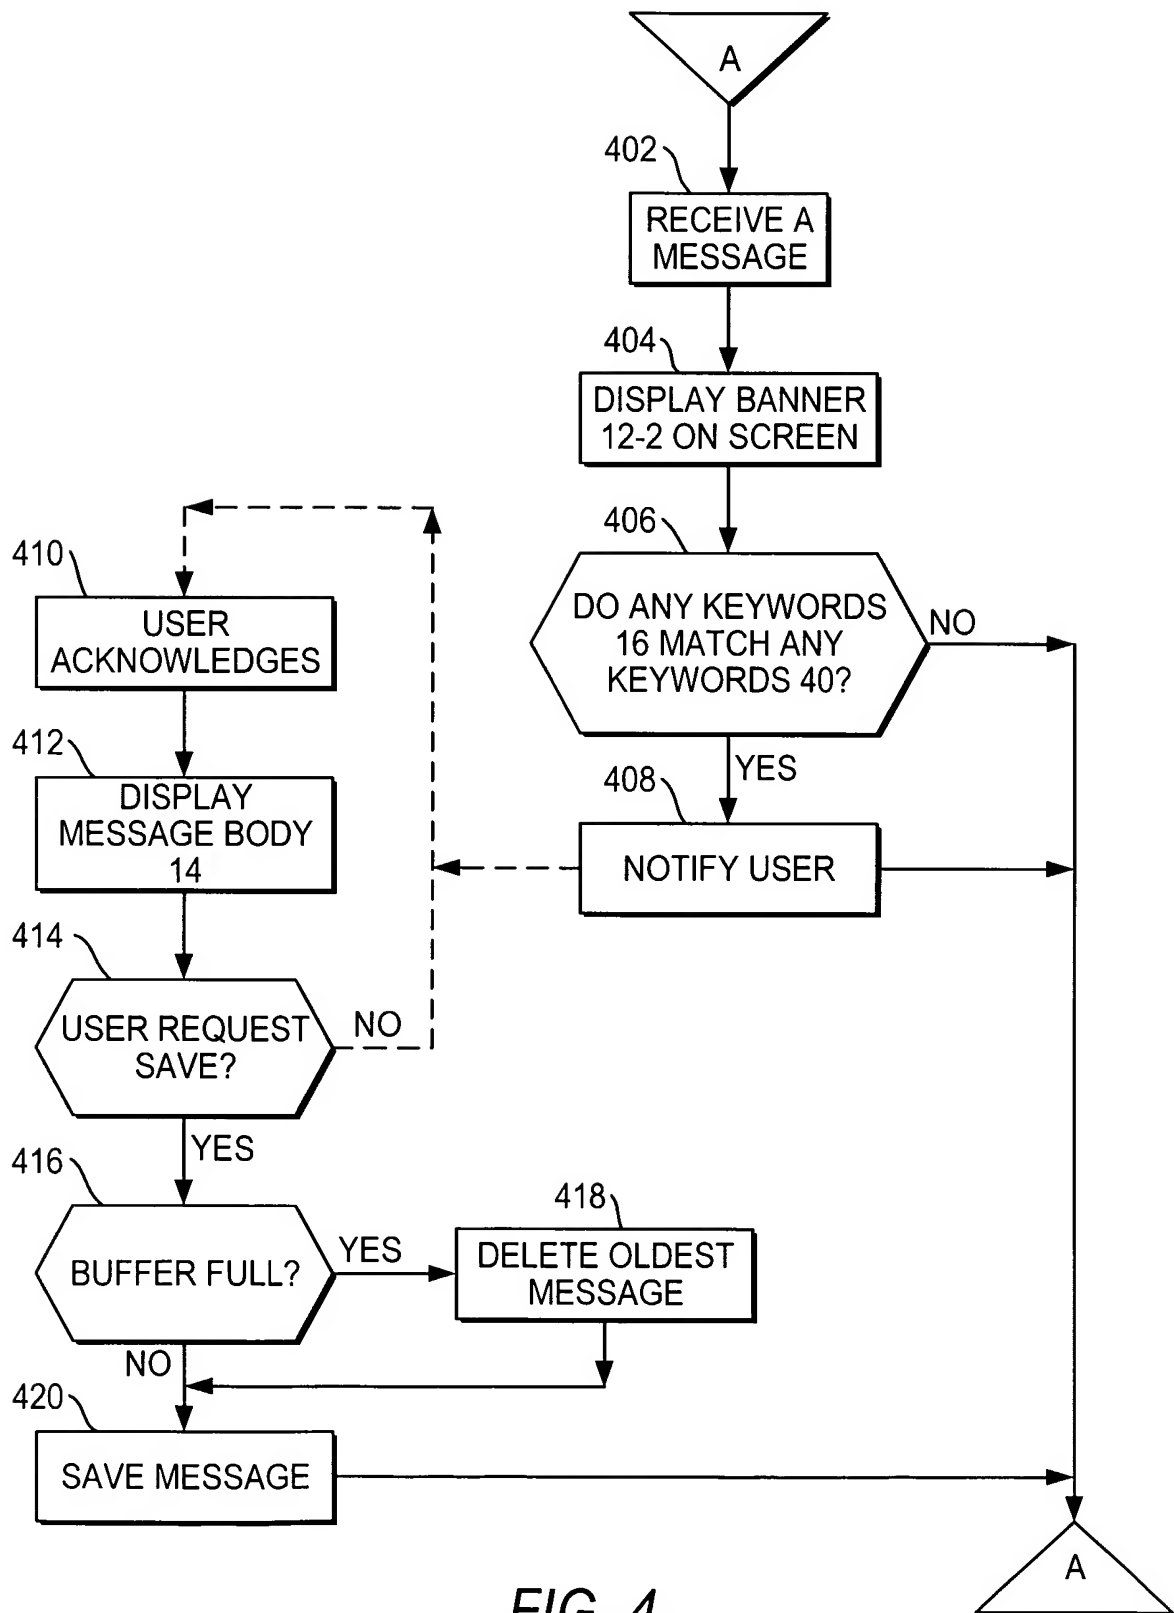 A
402
RECEIVE A
MESSAGE
404
DISPLAY BANNER
12-2 ON SCREEN
406
DO ANY KEYWORDS
16 MATCH ANY
KEYWORDS 40?
NO
YES
408
NOTIFY USER
410
USER
ACKNOWLEDGES
412
DISPLAY
MESSAGE BODY
14
414
USER REQUEST
SAVE?
NO
YES
416
BUFFER FULL?
YES
418
DELETE OLDEST
MESSAGE
NO
420
SAVE MESSAGE
A
FIG. 4